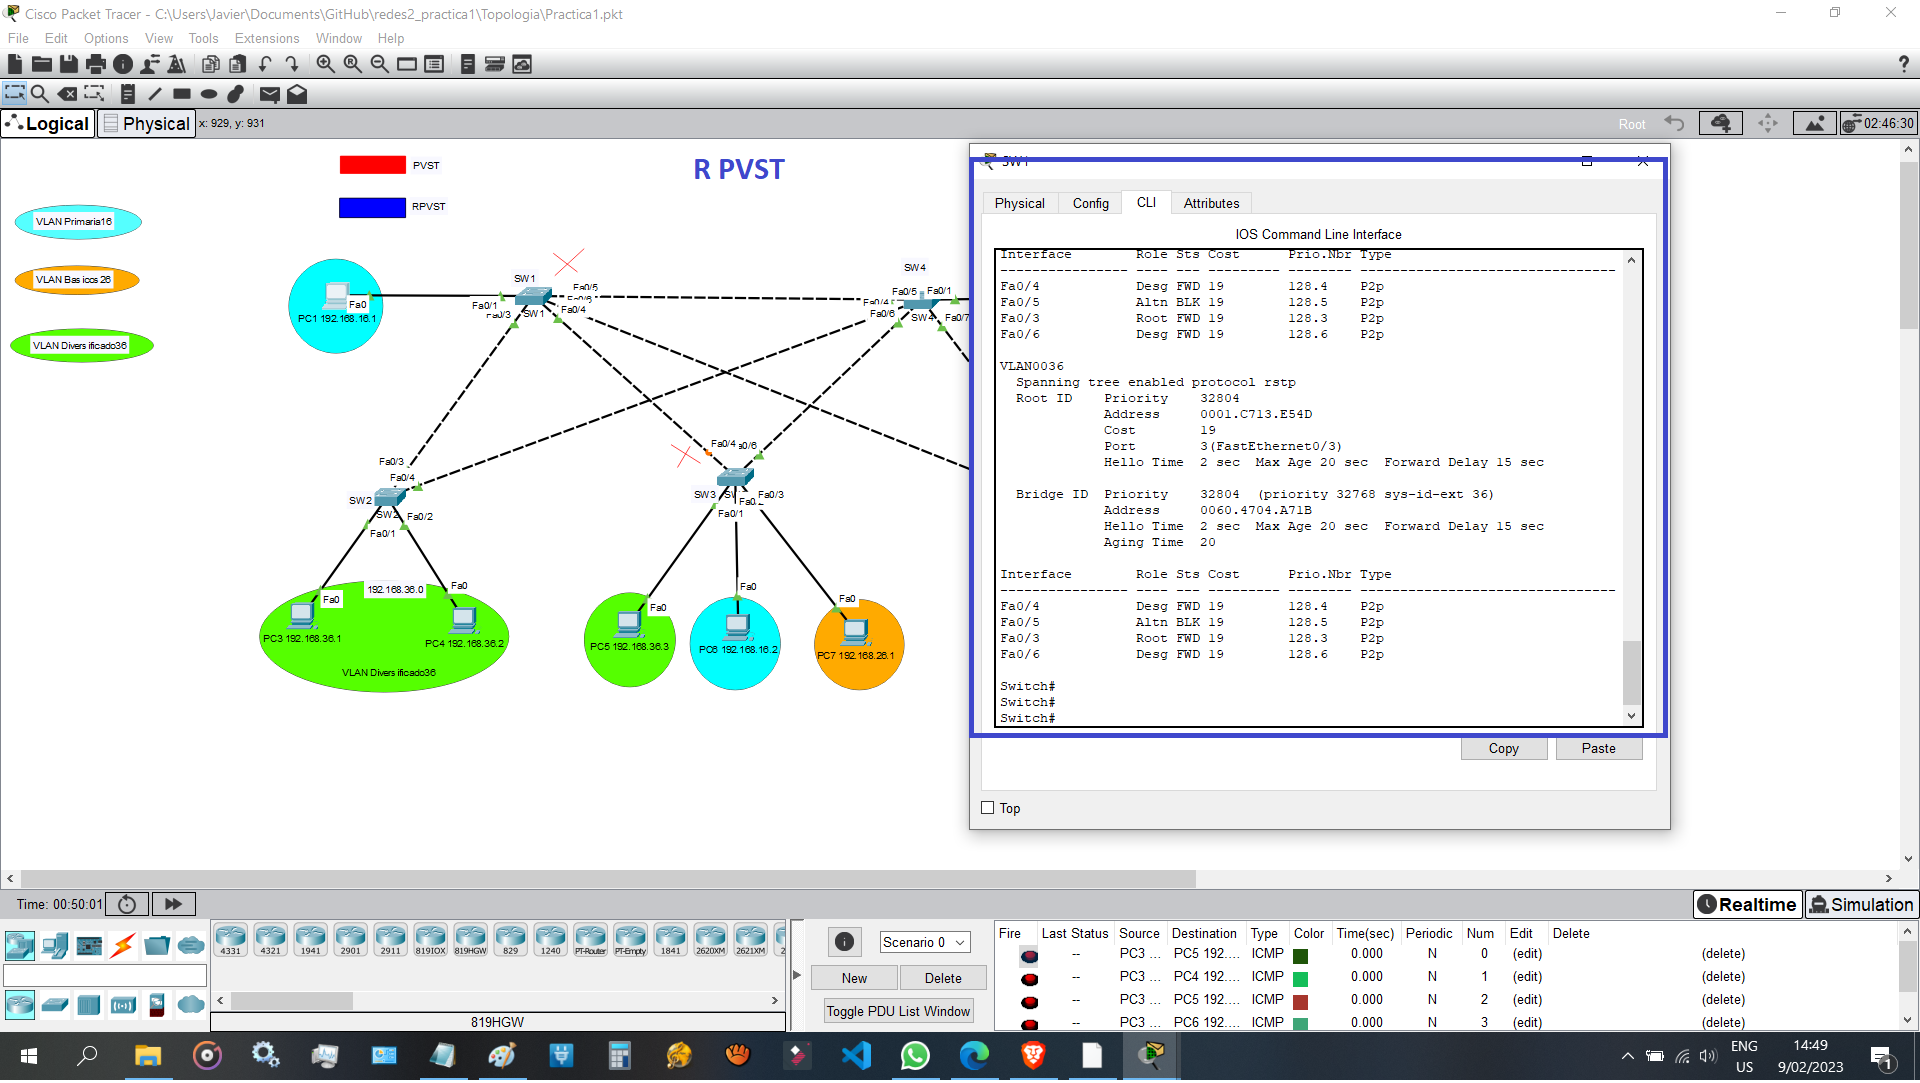 Cisco Packet Tracer - C:\Users\Javier\Documents\GitHub\redes2_practica1\Topologia\Practica1.pkt
File Edit Options View Tools Extensions Window Help
Logical Physical x: 929, y: 931 Root 02:46:30
PVST
RPVST
R PVST
VLAN Primaria16
VLAN Basicos26
VLAN Diversificado36
SW1
Fa0/5
Fa0/6
Fa0/1
Fa0/3
SW1
Fa0/4
Fa0
PC1 192.168.16.1
SW4
Fa0/5 Fa0/1
Fa0/4
Fa0/6
SW4
Fa0/7
Fa0/3
Fa0/4
SW2
SW2
Fa0/2
Fa0/1
Fa0/4
SW3
Fa0/3
Fa0/1
192.168.36.0
Fa0
Fa0
PC3 192.168.36.1
PC4 192.168.36.2
VLAN Diversificado36
Fa0
PC5 192.168.36.3
Fa0
PC6 192.168.16.2
Fa0
PC7 192.168.26.1
SW1
Physical Config CLI Attributes
IOS Command Line Interface
Interface Role Sts Cost Prio.Nbr Type
---------------- ---- --- --------- -------- --------------------------------
Fa0/4 Desg FWD 19 128.4 P2p
Fa0/5 Altn BLK 19 128.5 P2p
Fa0/3 Root FWD 19 128.3 P2p
Fa0/6 Desg FWD 19 128.6 P2p
VLAN0036
Spanning tree enabled protocol rstp
Root ID Priority 32804
Address 0001.C713.E54D
Cost 19
Port 3(FastEthernet0/3)
Hello Time 2 sec Max Age 20 sec Forward Delay 15 sec
Bridge ID Priority 32804 (priority 32768 sys-id-ext 36)
Address 0060.4704.A71B
Hello Time 2 sec Max Age 20 sec Forward Delay 15 sec
Aging Time 20
Interface Role Sts Cost Prio.Nbr Type
---------------- ---- --- --------- -------- --------------------------------
Fa0/4 Desg FWD 19 128.4 P2p
Fa0/5 Altn BLK 19 128.5 P2p
Fa0/3 Root FWD 19 128.3 P2p
Fa0/6 Desg FWD 19 128.6 P2p
Switch#
Switch#
Switch#
Copy Paste
Top
Time: 00:50:01 Realtime Simulation
4331 4321 1941 2901 2911 819IOX 819HGW 829 1240 PT-Router PT-Empty 1841 2620XM 2621XM
819HGW
Scenario 0
New Delete
Toggle PDU List Window
Fire Last Status Source Destination Type Color Time(sec) Periodic Num Edit Delete
-- PC3 ... PC5 192.... ICMP 0.000 N 0 (edit) (delete)
-- PC3 ... PC4 192.... ICMP 0.000 N 1 (edit) (delete)
-- PC3 ... PC5 192.... ICMP 0.000 N 2 (edit) (delete)
-- PC3 ... PC6 192.... ICMP 0.000 N 3 (edit) (delete)
ENG
US
14:49
9/02/2023
1